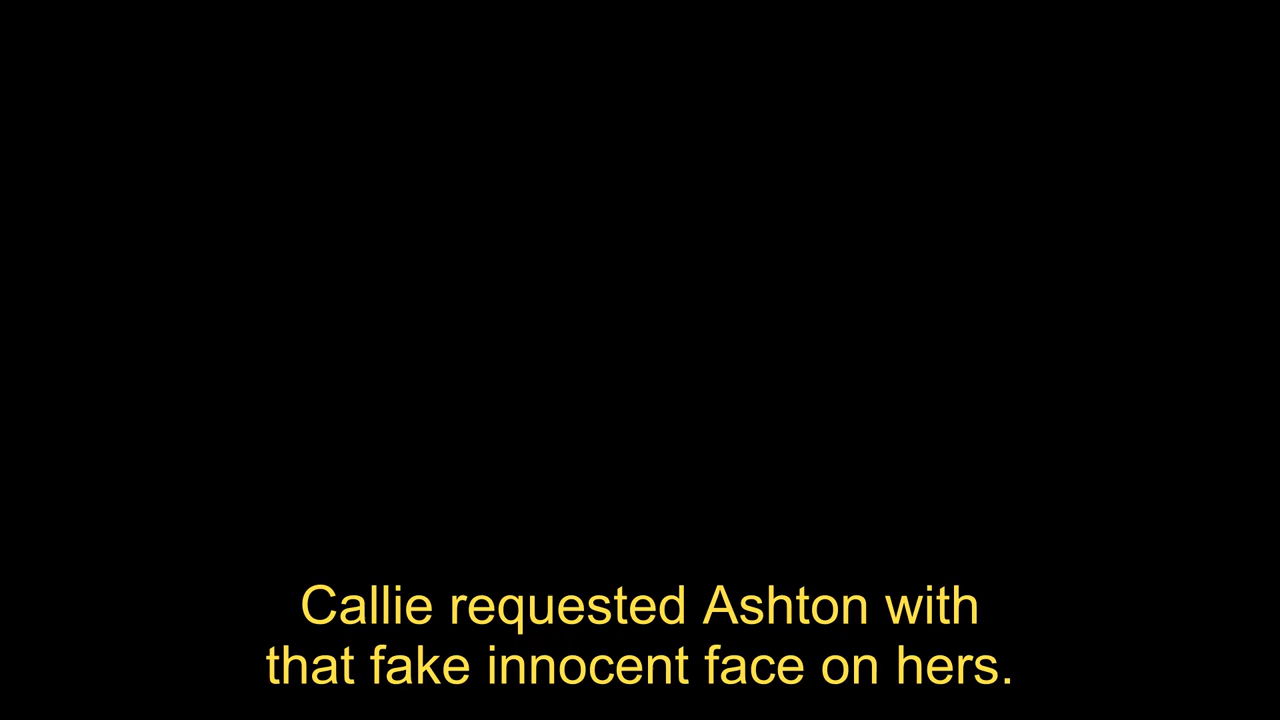 Callie requested Ashton with
that fake innocent face on hers.